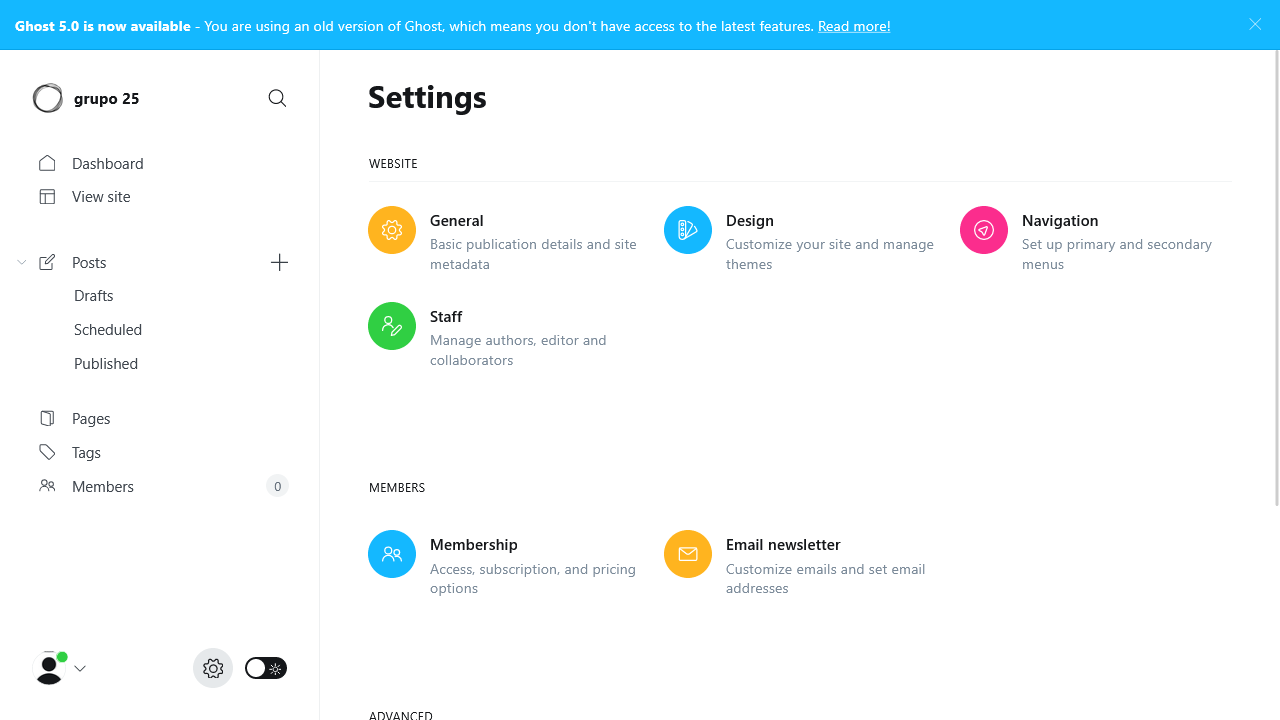 Ghost 5.0 is now available - You are using an old version of Ghost, which means you don't have access to the latest features. Read more!
grupo 25
Dashboard
View site
Posts
Drafts
Scheduled
Published
Pages
Tags
Members
0
Settings
WEBSITE
General
Basic publication details and site
metadata
Design
Customize your site and manage
themes
Navigation
Set up primary and secondary
menus
Staff
Manage authors, editor and
collaborators
MEMBERS
Membership
Access, subscription, and pricing
options
Email newsletter
Customize emails and set email
addresses
ADVANCED